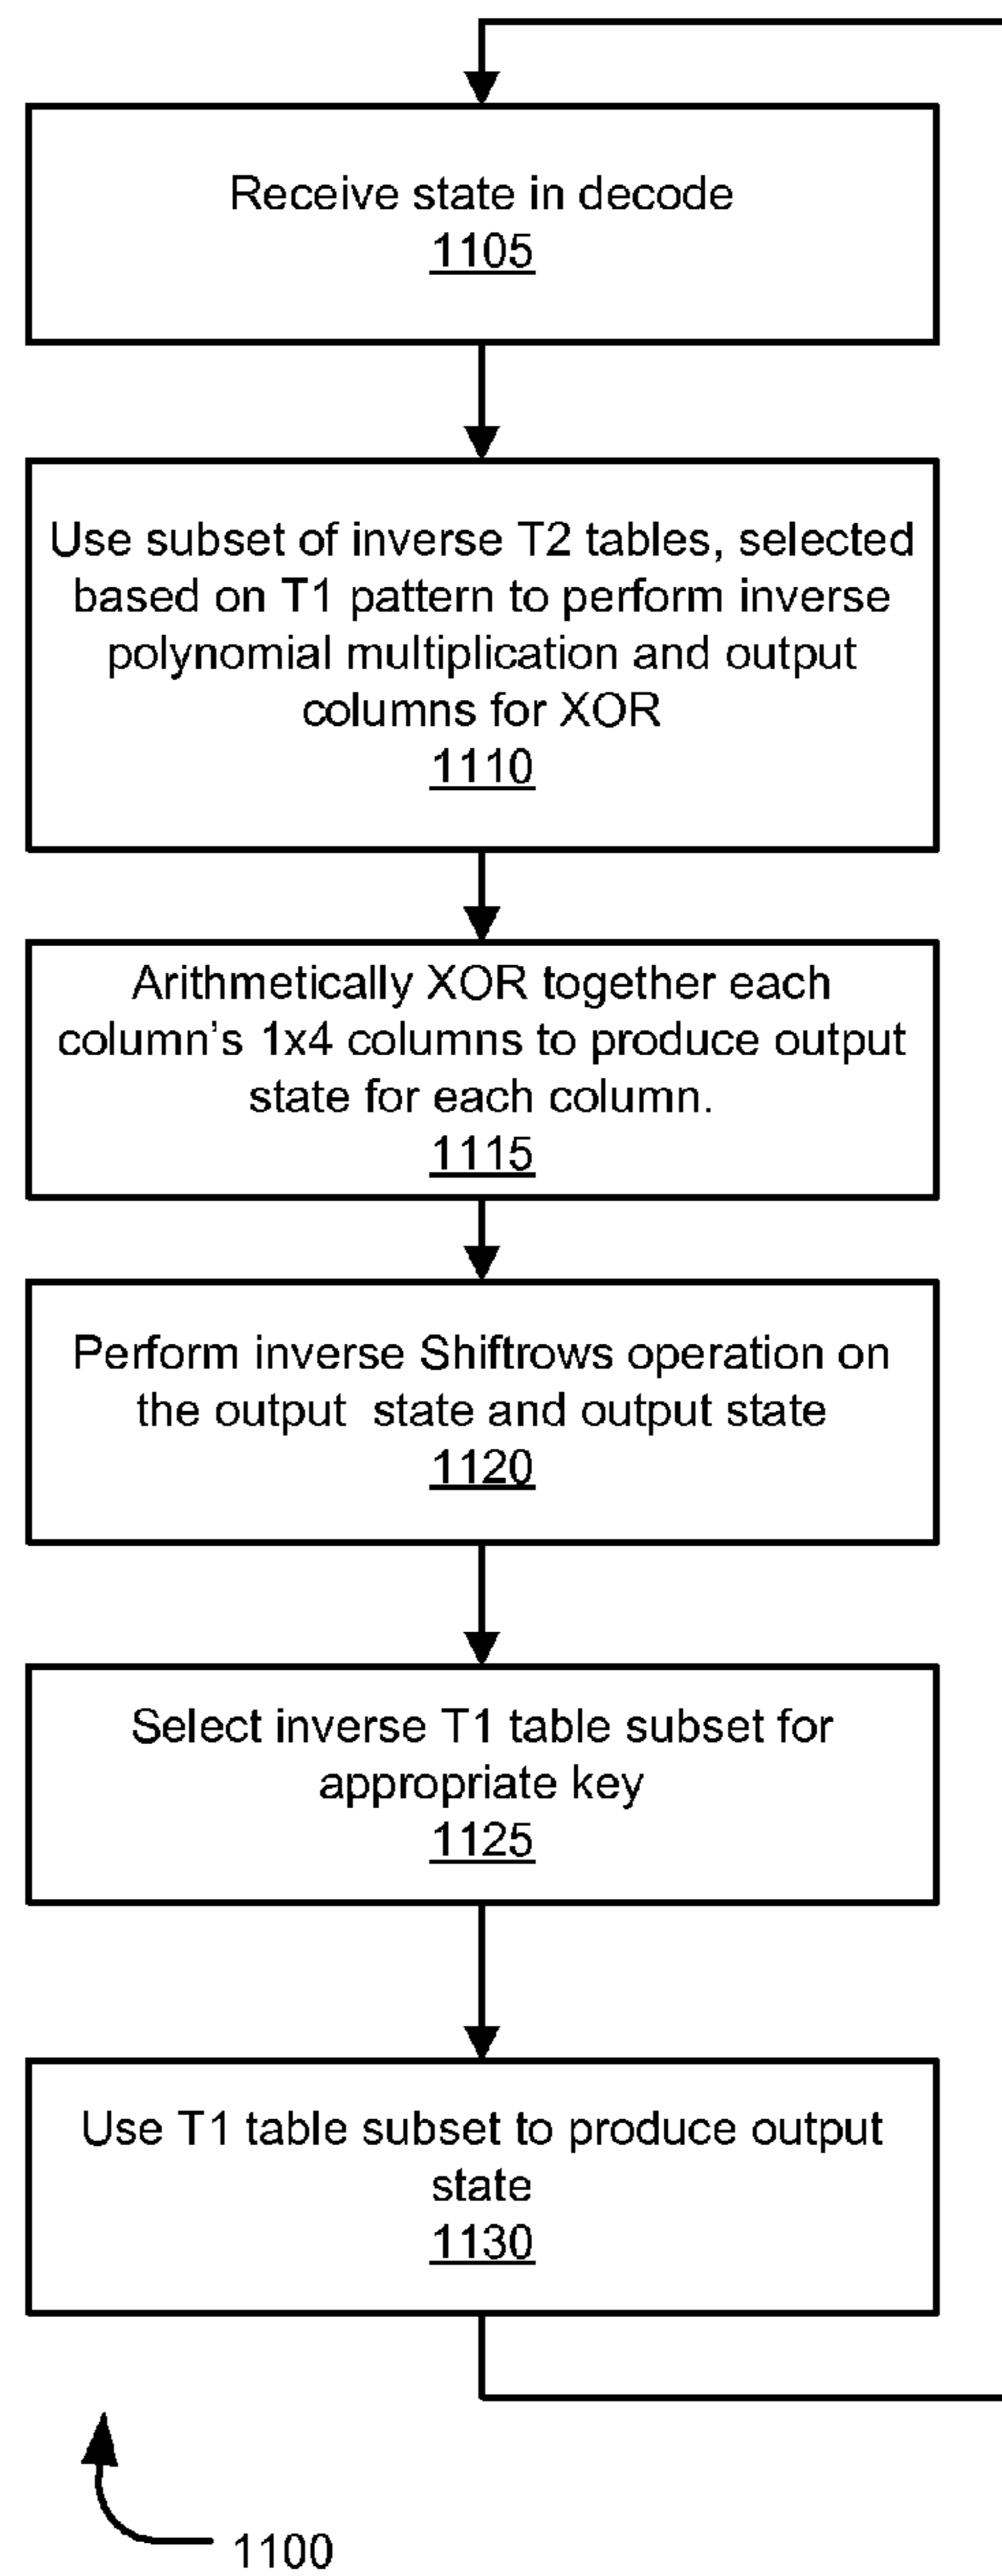 Receive state in decode
1105
Use subset of inverse T2 tables, selected
based on T1 pattern to perform inverse
polynomial multiplication and output
columns for XOR
1110
Arithmetically XOR together each
column's 1x4 columns to produce output
state for each column.
1115
Perform inverse Shiftrows operation on
the output state and output state
1120
Select inverse T1 table subset for
appropriate key
1125
Use T1 table subset to produce output
state
1130
1100